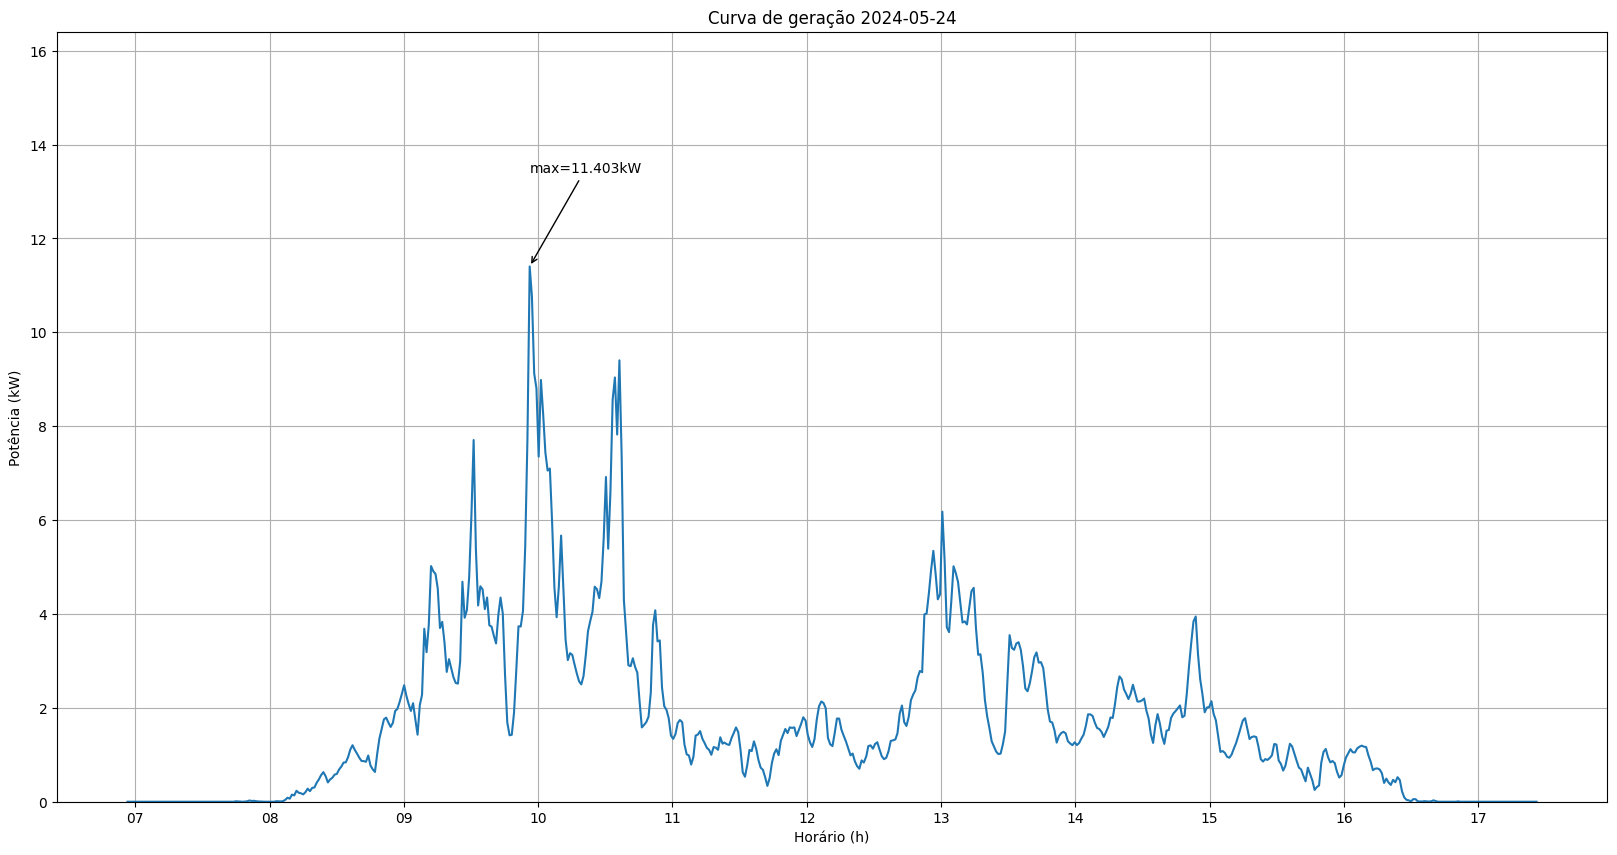 Curva de geração 2024-05-24
16
14
12
10
8
6
4
2
0
Potência (kW)
max=11.403kW
07 08 09 10 11 12 13 14 15 16 17
Horário (h)